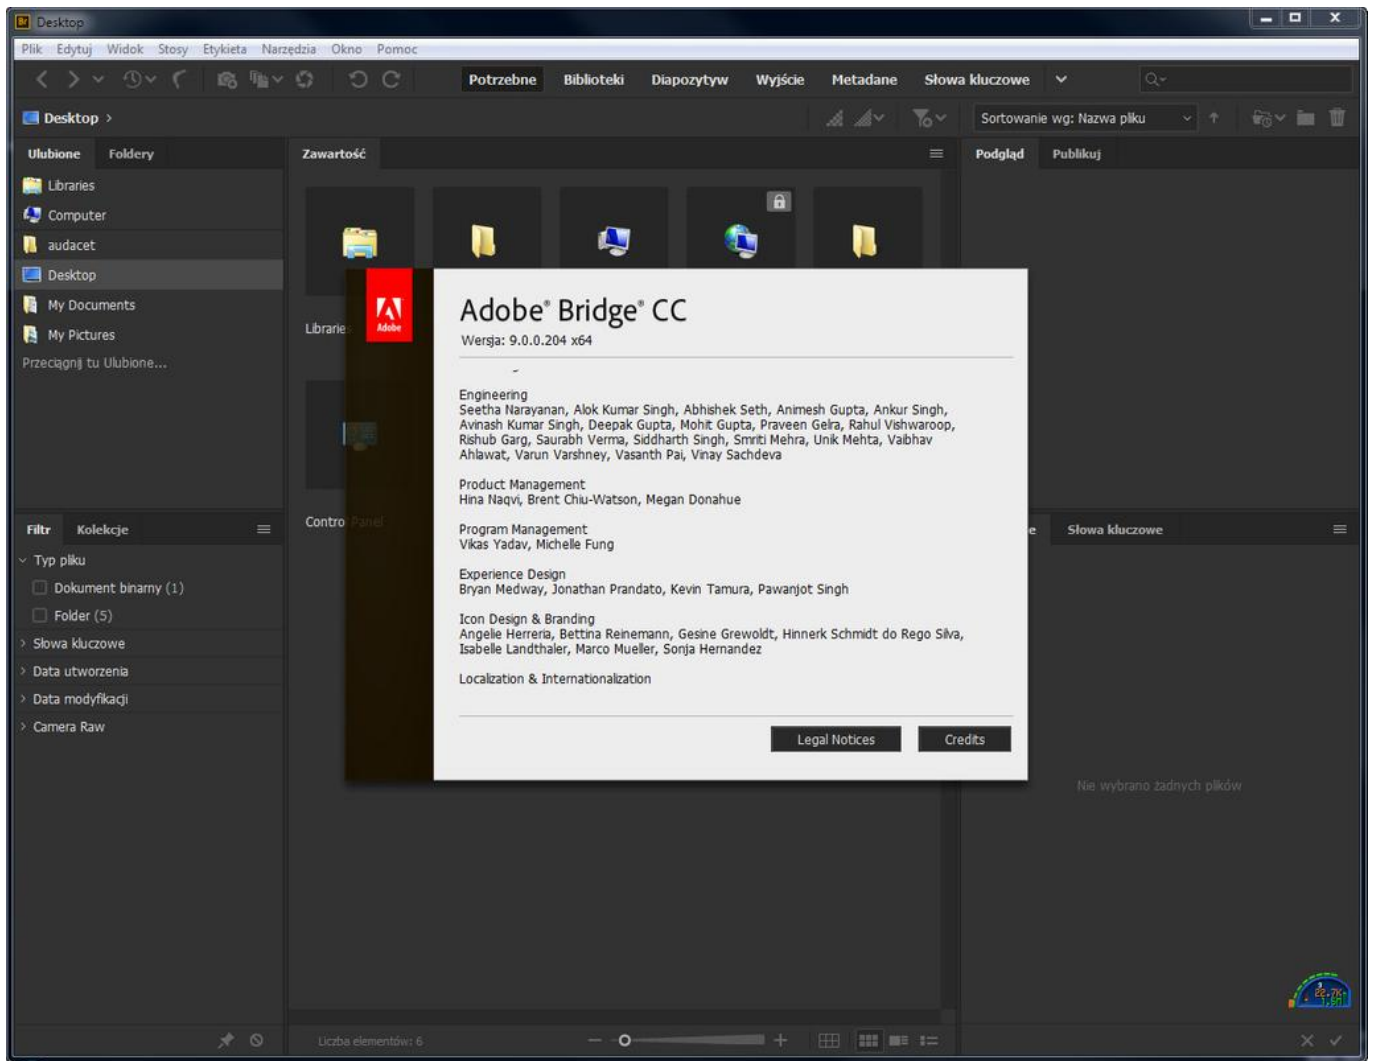 Br Desktop
Plik Edytuj Widok Stosy Etykieta Narzędzia Okno Pomoc
Potrzebne Biblioteki Diapozytyw Wyjście Metadane Słowa kluczowe
Desktop >
Sortowanie wg: Nazwa pliku
Ulubione Foldery
Libraries
Computer
audacet
Desktop
My Documents
My Pictures
Przeciągnij tu Ulubione...
Filtr Kolekcje
Typ pliku
Dokument binarny (1)
Folder (5)
Słowa kluczowe
Data utworzenia
Data modyfikacji
Camera Raw
Zawartość
Librarie
Control Panel
Adobe
Adobe® Bridge® CC
Wersja: 9.0.0.204 x64
Engineering
Seetha Narayanan, Alok Kumar Singh, Abhishek Seth, Animesh Gupta, Ankur Singh,
Avinash Kumar Singh, Deepak Gupta, Mohit Gupta, Praveen Gelra, Rahul Vishwaroop,
Rishub Garg, Saurabh Verma, Siddharth Singh, Smriti Mehra, Unik Mehta, Vaibhav
Ahlawat, Varun Varshney, Vasanth Pai, Vinay Sachdeva
Product Management
Hina Naqvi, Brent Chiu-Watson, Megan Donahue
Program Management
Vikas Yadav, Michelle Fung
Experience Design
Bryan Medway, Jonathan Prandato, Kevin Tamura, Pawanjot Singh
Icon Design & Branding
Angelie Herreria, Bettina Reinemann, Gesine Grewoldt, Hinnerk Schmidt do Rego Silva,
Isabelle Landthaler, Marco Mueller, Sonja Hernandez
Localization & Internationalization
Legal Notices Credits
Podgląd Publikuj
e Słowa kluczowe
Nie wybrano żadnych plików
Liczba elementów: 6